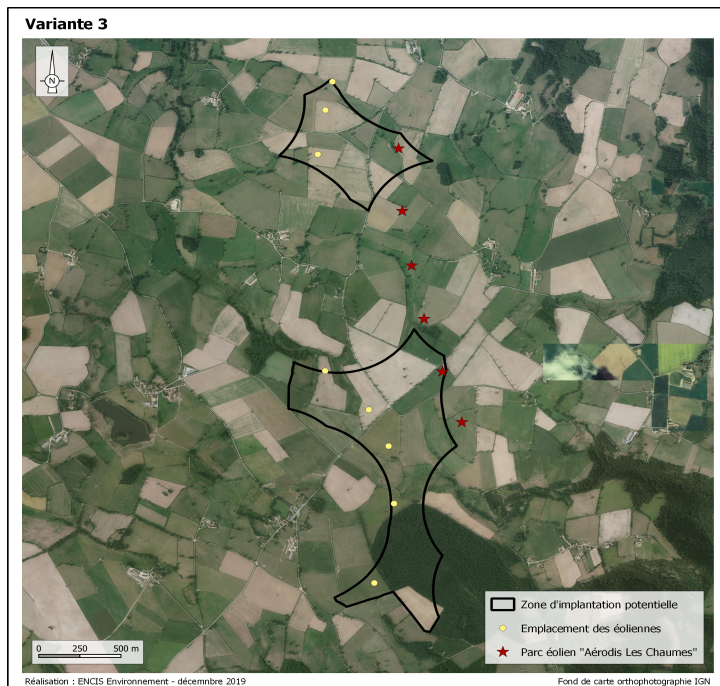 Variante 3
N
Zone d'implantation potentielle
Emplacement des éoliennes
Parc éolien "Aérodis Les Chaumes"
0 250 500 m
Réalisation : ENCIS Environnement - décemnbre 2019
Fond de carte orthophotographie IGN